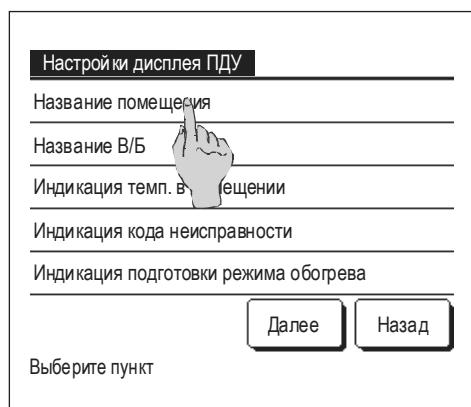 Настройки дисплея ПДУ
Название помещения
Название В/Б
Индикация темп. в ещении
Индикация кода неисправности
Индикация подготовки режима обогрева
Далее
Назад
Выберите пункт